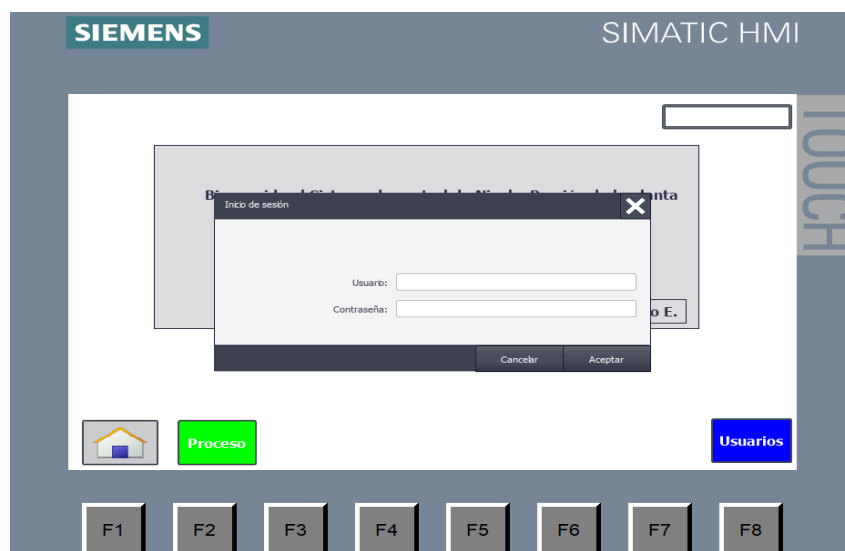 SIEMENS
SIMATIC HMI
TOUCH
nta
Inicio de sesión
Usuario:
Contraseña:
o E.
Cancelar
Aceptar
Proceso
Usuarios
F1
F2
F3
F4
F5
F6
F7
F8